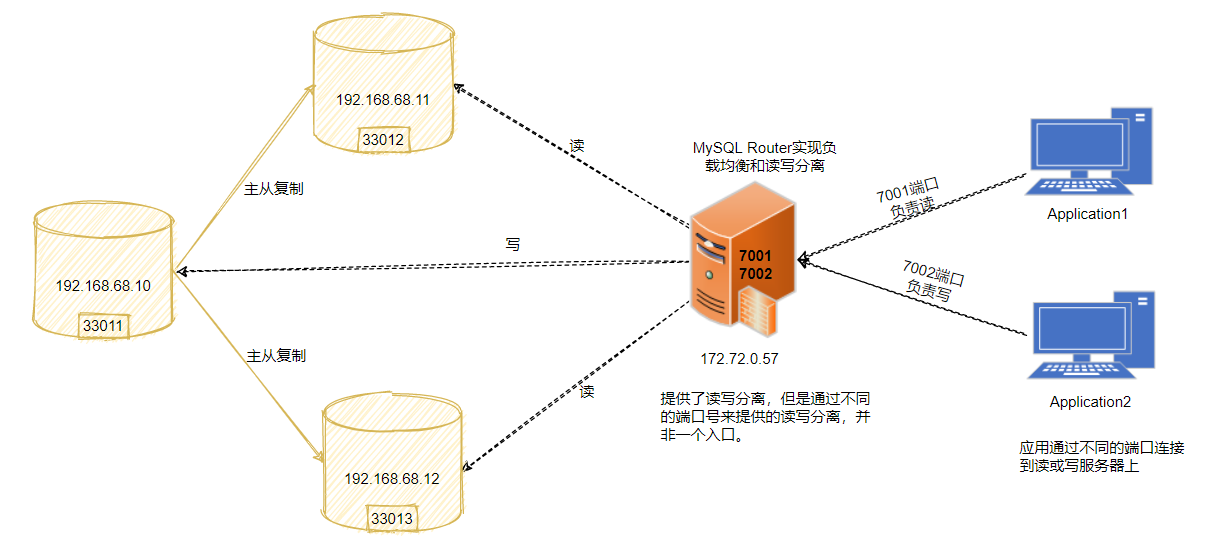 192.168.68.11
33012
主从复制
192.168.68.10
33011
主从复制
192.168.68.12
33013
读
写
读
MySQL Router实现负
载均衡和读写分离
7001
7002
172.72.0.57
提供了读写分离，但是通过不同
的端口号来提供的读写分离，并
非一个入口。
7001端口
负责读
7002端口
负责写
Application1
Application2
应用通过不同的端口连接
到读或写服务器上